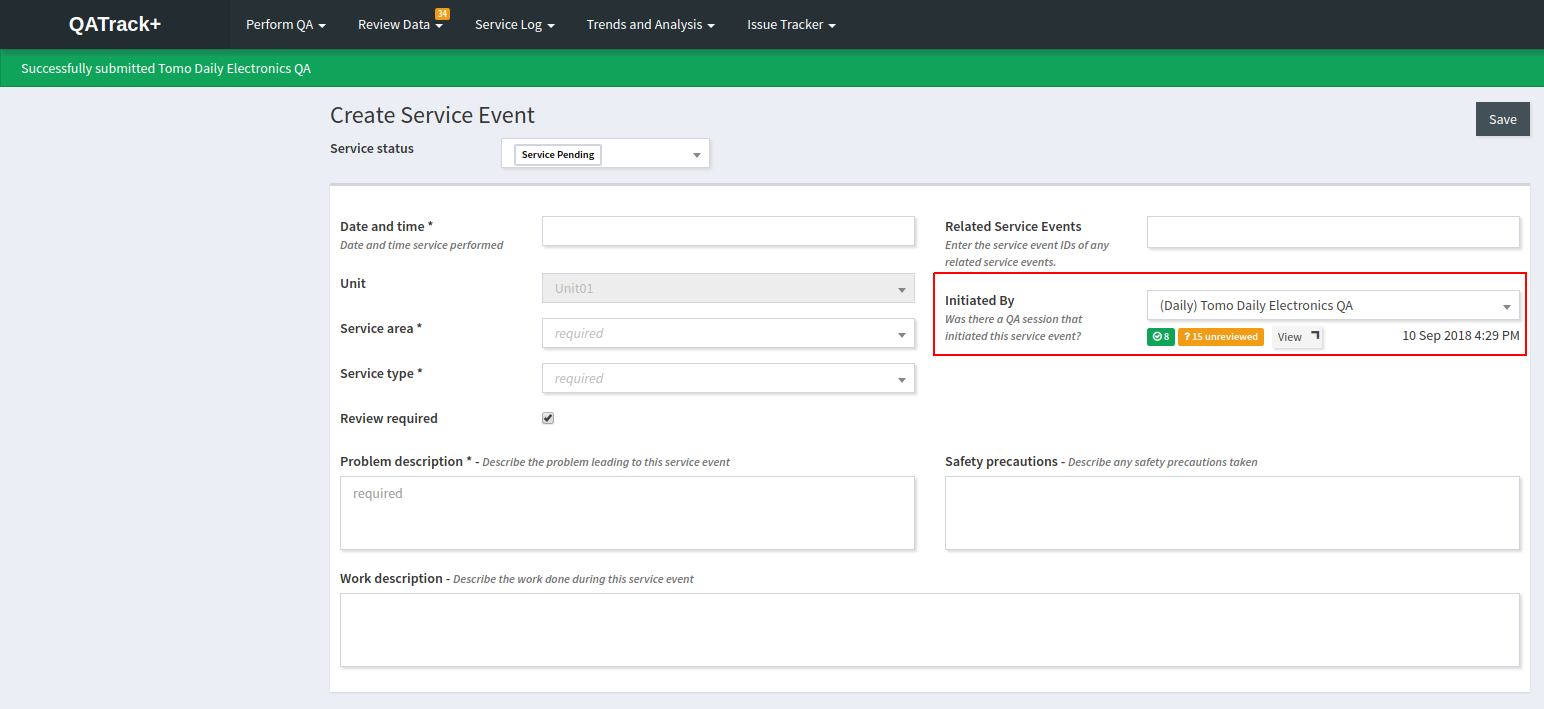 QATrack+
Perform QA
Review Data
34
Service Log
Trends and Analysis
Issue Tracker
Successfully submitted Tomo Daily Electronics QA
Create Service Event
Save
Service status
Service Pending
Date and time *
Date and time service performed
Related Service Events
Enter the service event IDs of any
related service events.
Unit
Unit01
Initiated By
Was there a QA session that
initiated this service event?
(Daily) Tomo Daily Electronics QA
8
? 15 unreviewed
View
10 Sep 2018 4:29 PM
Service area *
required
Service type *
required
Review required
Problem description * - Describe the problem leading to this service event
required
Safety precautions - Describe any safety precautions taken
Work description - Describe the work done during this service event